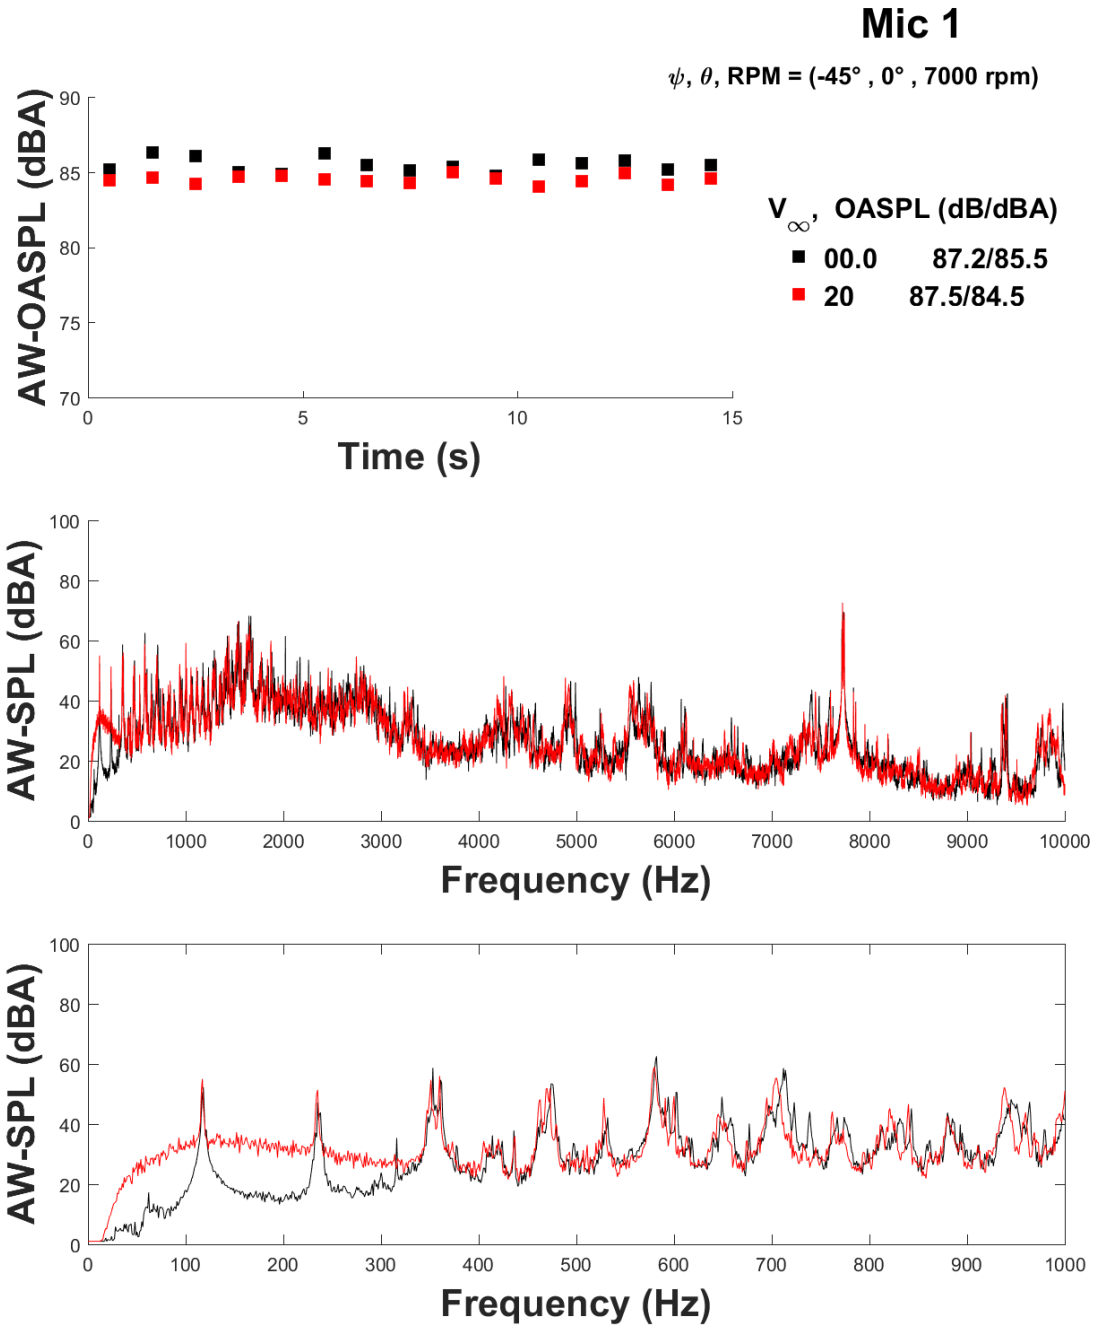 Mic 1
ψ, θ, RPM = (-45° , 0° , 7000 rpm)
AW-OASPL (dBA)
90
85
80
75
70
0 5 10 15
Time (s)
V∞, OASPL (dB/dBA)
00.0 87.2/85.5
20 87.5/84.5
AW-SPL (dBA)
100
80
60
40
20
0
0 1000 2000 3000 4000 5000 6000 7000 8000 9000 10000
Frequency (Hz)
AW-SPL (dBA)
100
80
60
40
20
0
0 100 200 300 400 500 600 700 800 900 1000
Frequency (Hz)